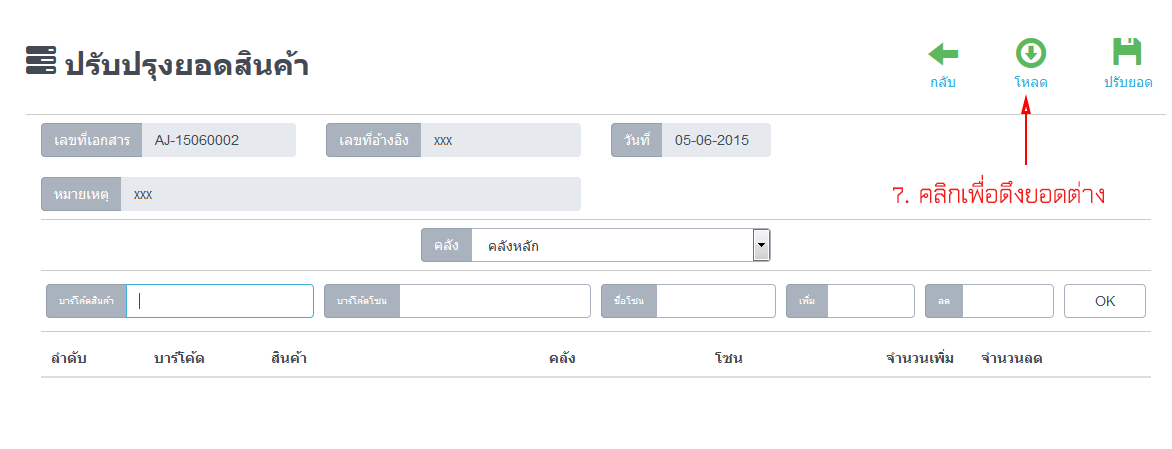 ปรับปรุงยอดสินค้า
กลับ โหลด ปรับยอด
เลขที่เอกสาร AJ-15060002 เลขที่อ้างอิง xxx วันที่ 05-06-2015
หมายเหตุ xxx
7. คลิกเพื่อดึงยอดต่าง
คลัง คลังหลัก
บาร์โค้ดสินค้า บาร์โค้ดโซน ชื่อโซน เพิ่ม ลด OK
ลำดับ บาร์โค้ด สินค้า คลัง โซน จำนวนเพิ่ม จำนวนลด